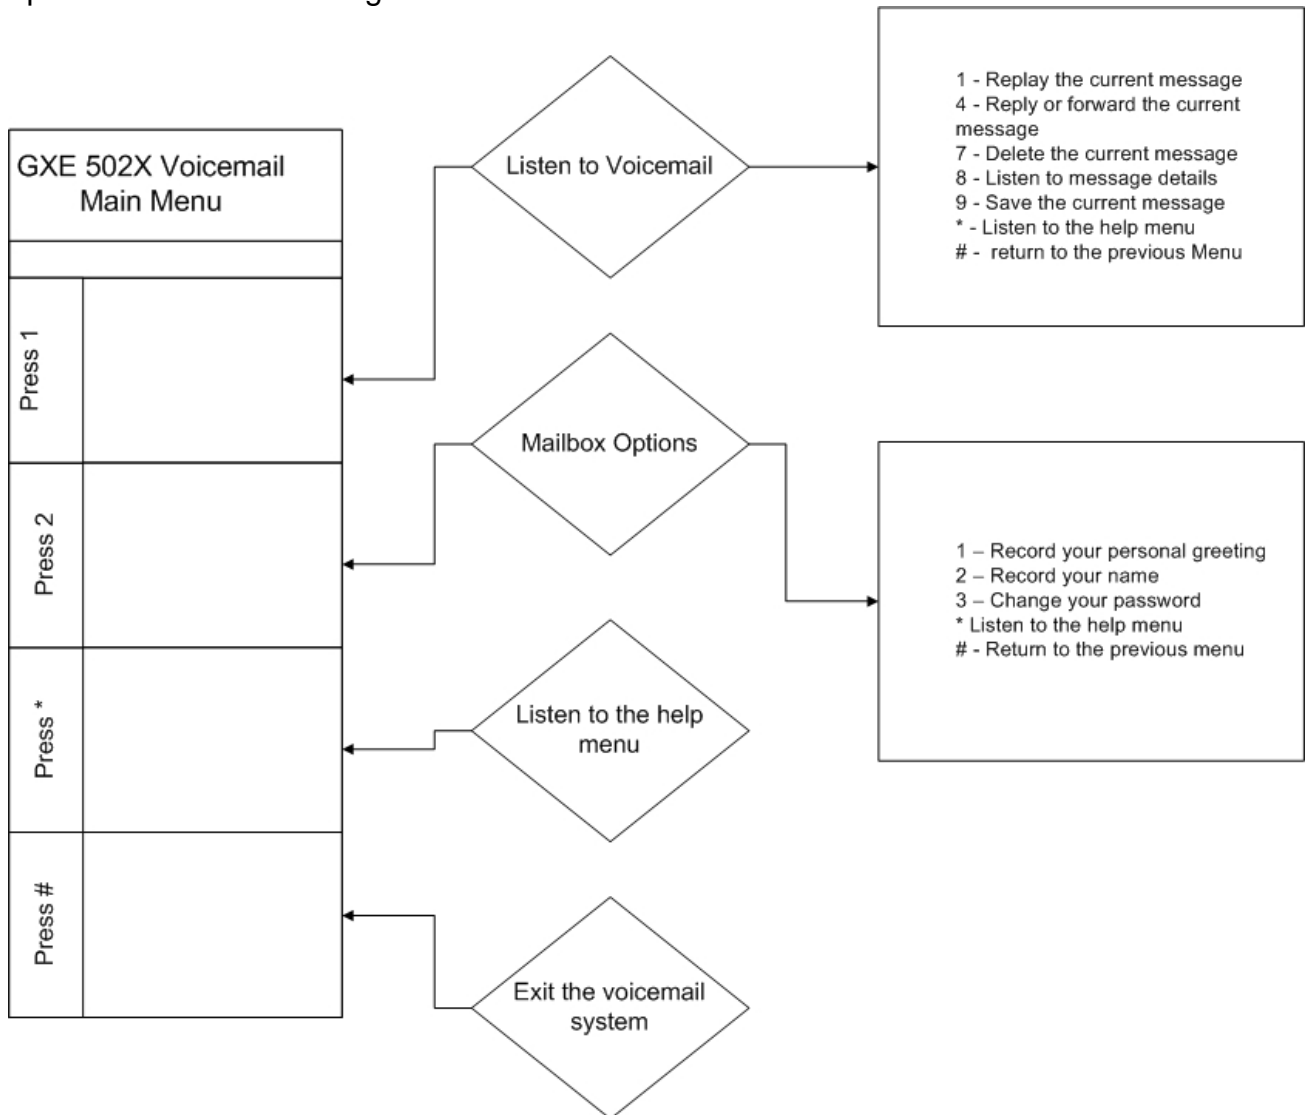 GXE 502X Voicemail
Main Menu
Press 1
Press 2
Press *
Press #
Listen to Voicemail
Mailbox Options
Listen to the help
menu
Exit the voicemail
system
1 - Replay the current message
4 - Reply or forward the current
message
7 - Delete the current message
8 - Listen to message details
9 - Save the current message
* - Listen to the help menu
# -  return to the previous Menu
1 – Record your personal greeting
2 – Record your name
3 – Change your password
* Listen to the help menu
# - Return to the previous menu